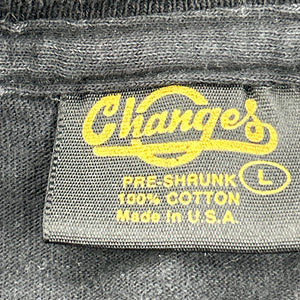 Changes
PRE-SHRUNK L
100% COTTON
Made in U.S.A.